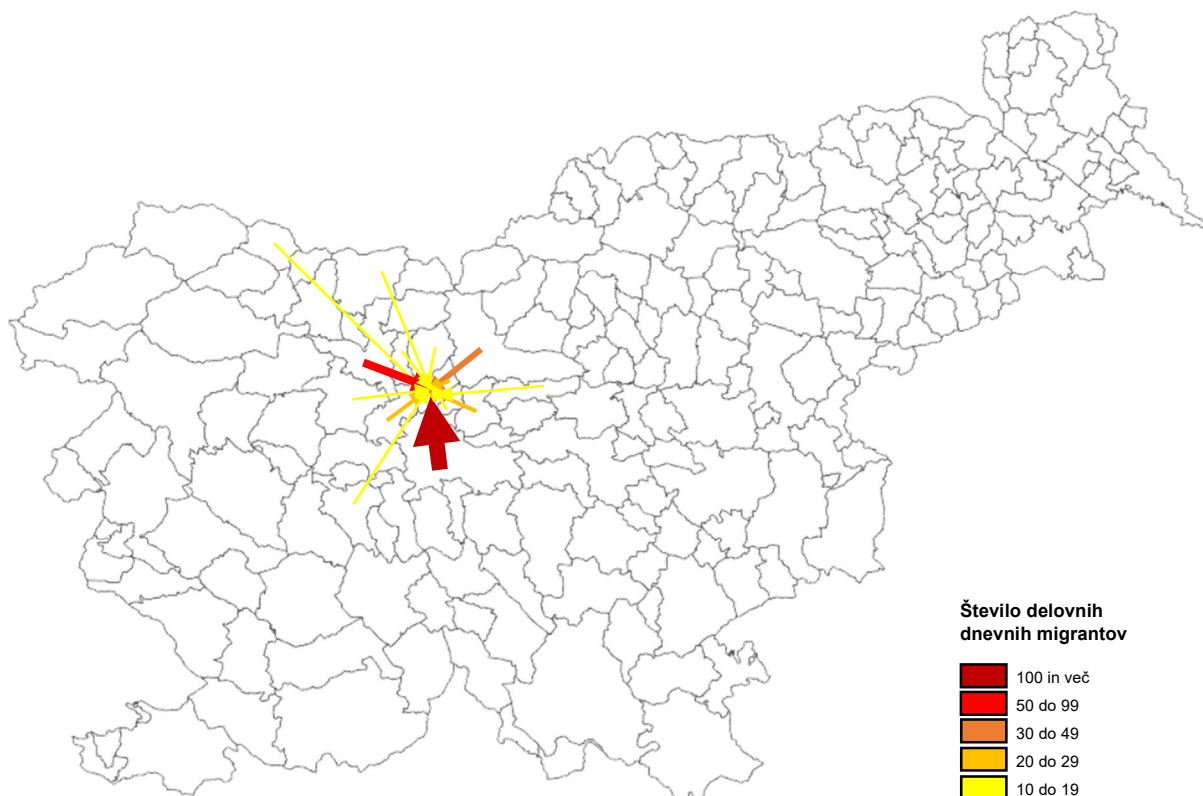 Število delovnih
dnevnih migrantov
100 in več
50 do 99
30 do 49
20 do 29
10 do 19